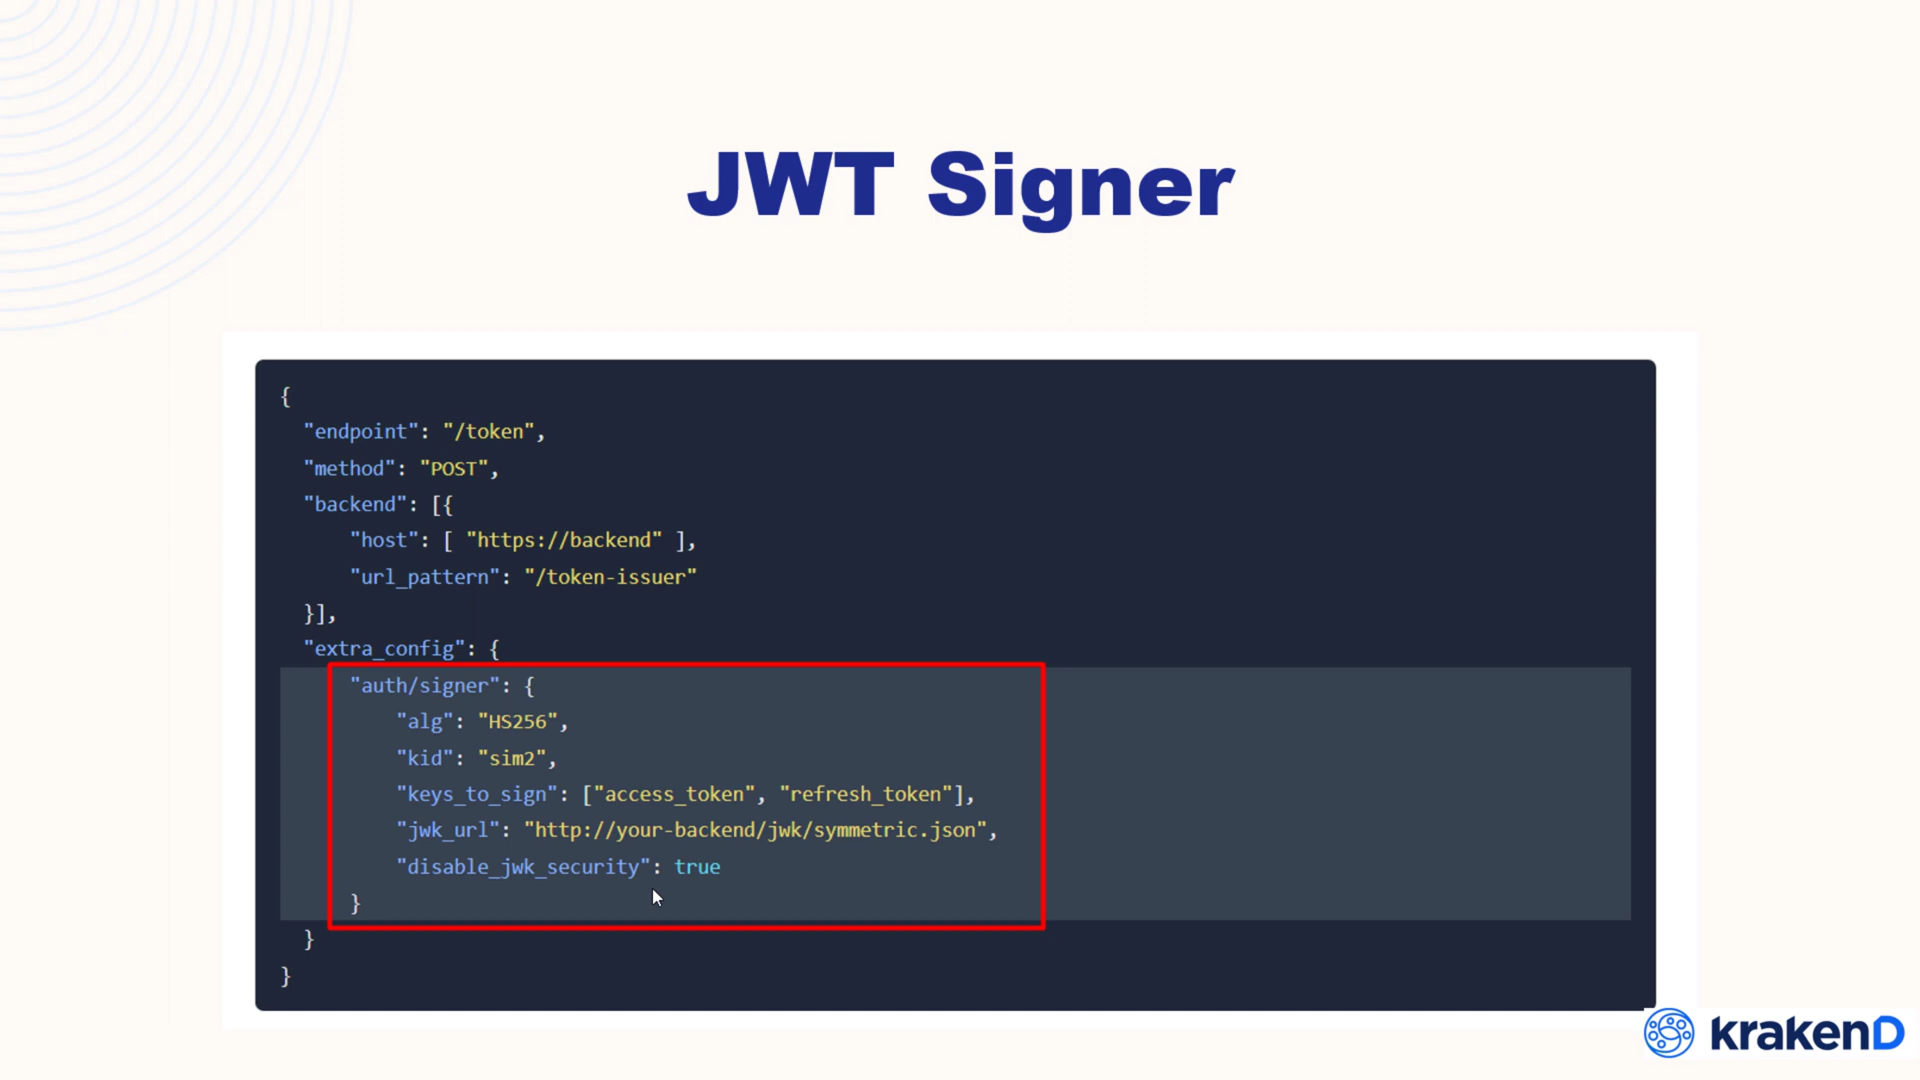 JWT Signer
{
"endpoint": "/token",
"method": "POST",
"backend": [{
"host": [ "https://backend" ],
"url_pattern": "/token-issuer"
}],
"extra_config": {
"auth/signer": {
"alg": "HS256",
"kid": "sim2",
"keys_to_sign": ["access_token", "refresh_token"],
"jwk_url": "http://your-backend/jwk/symmetric.json",
"disable_jwk_security": true
}
}
}
krakenD